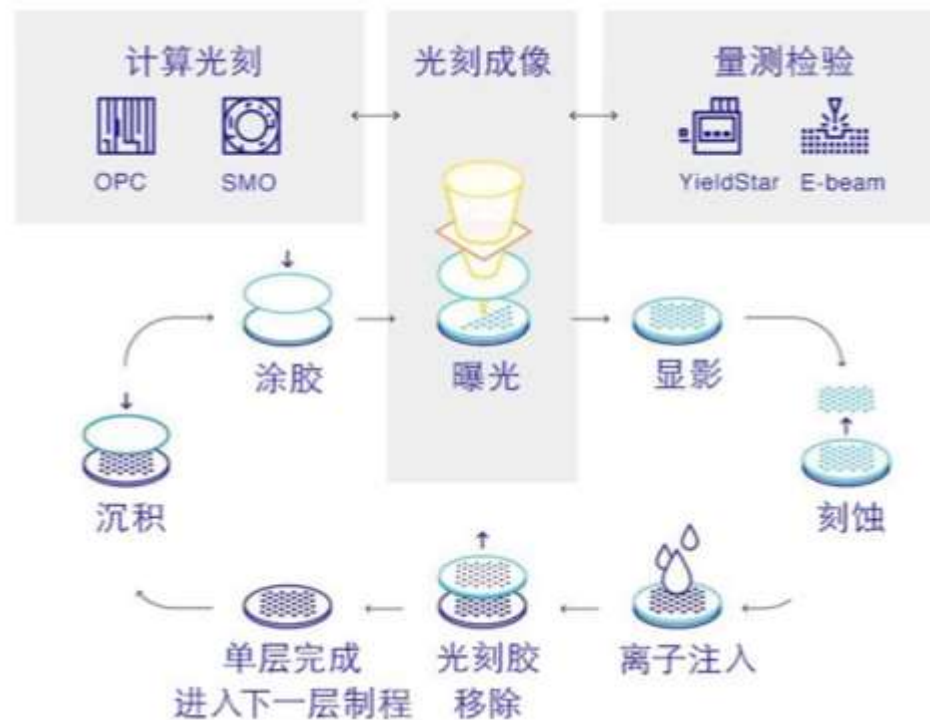 计算光刻
光刻成像
量测检验
OPC
SMO
YieldStar
E-beam
涂胶
曝光
显影
沉积
刻蚀
单层完成
进入下一层制程
光刻胶
移除
离子注入